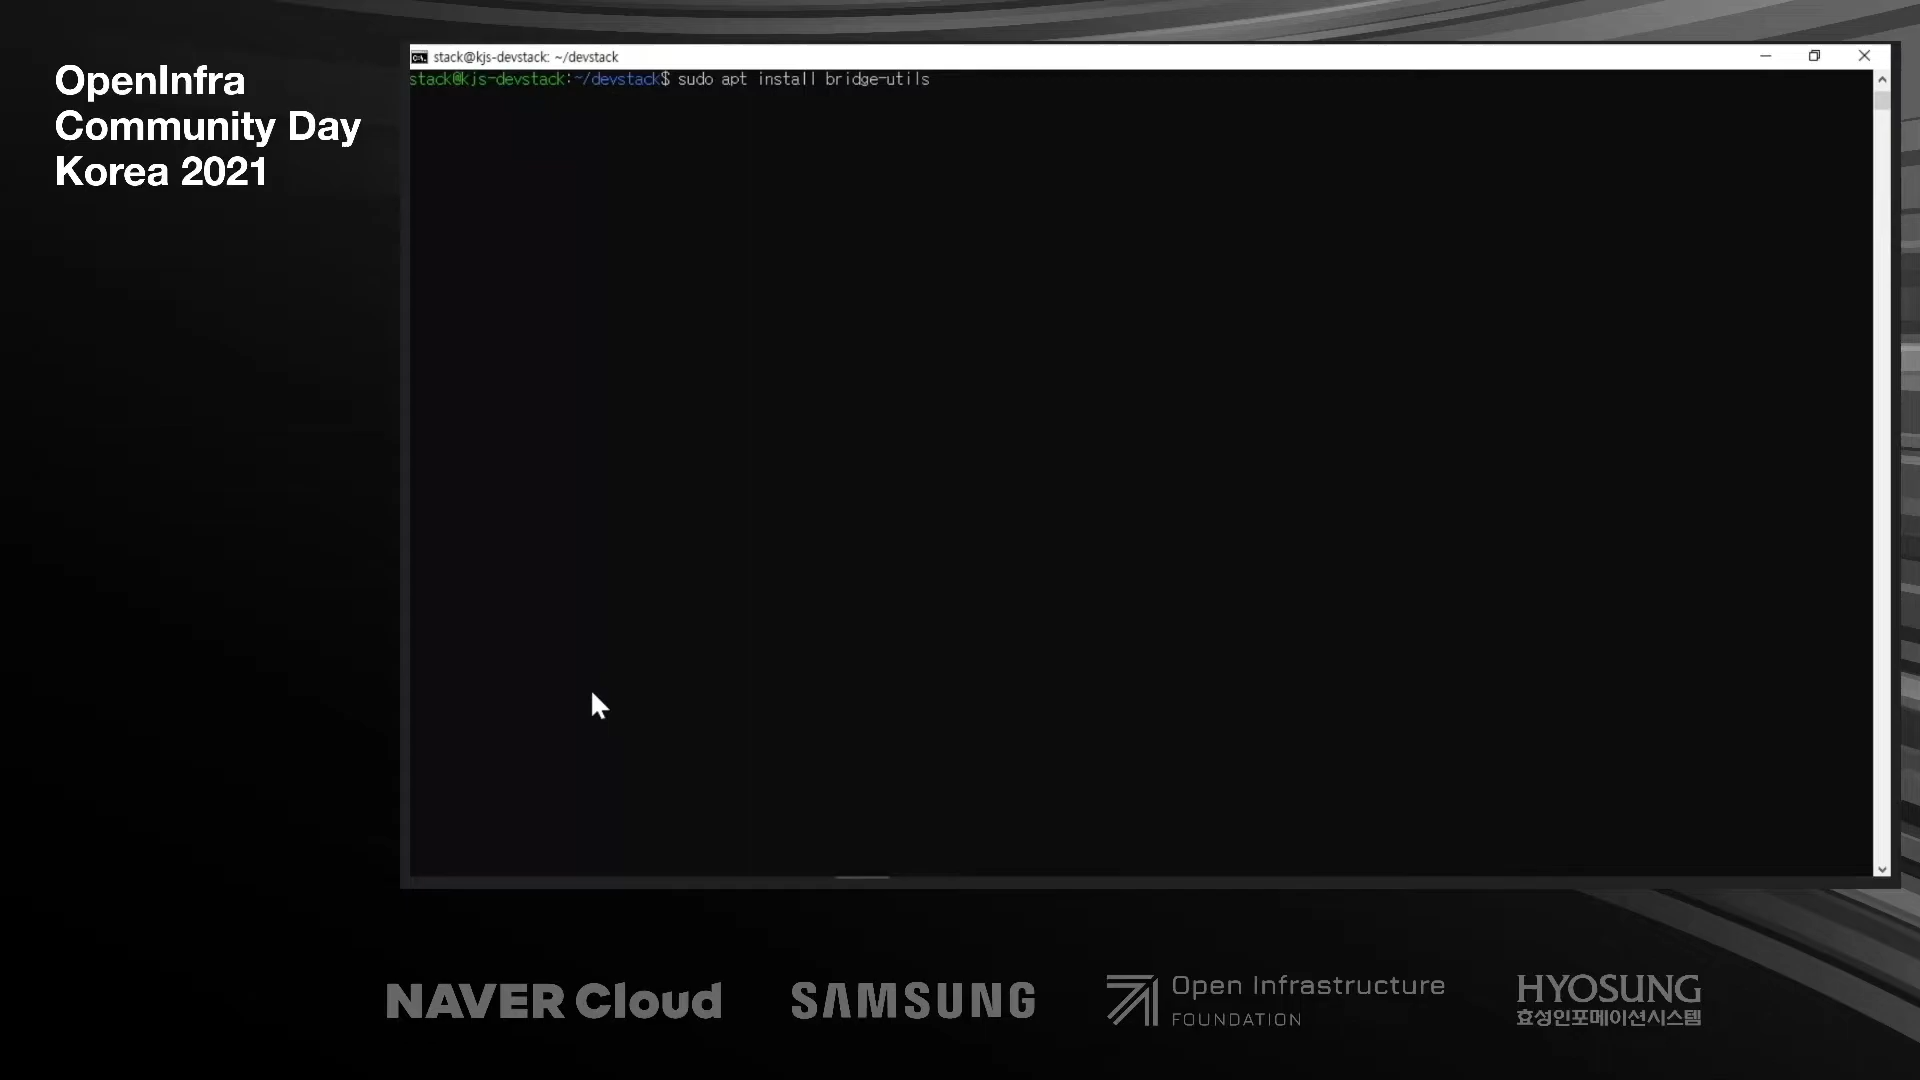 OpenInfra
Community Day
Korea 2021
stack@kjs-devstack: ~/devstack
stack@kjs-devstack:~/devstack$ sudo apt install bridge-utils
NAVER Cloud
SAMSUNG
Open Infrastructure
FOUNDATION
HYOSUNG
효성인포메이션시스템